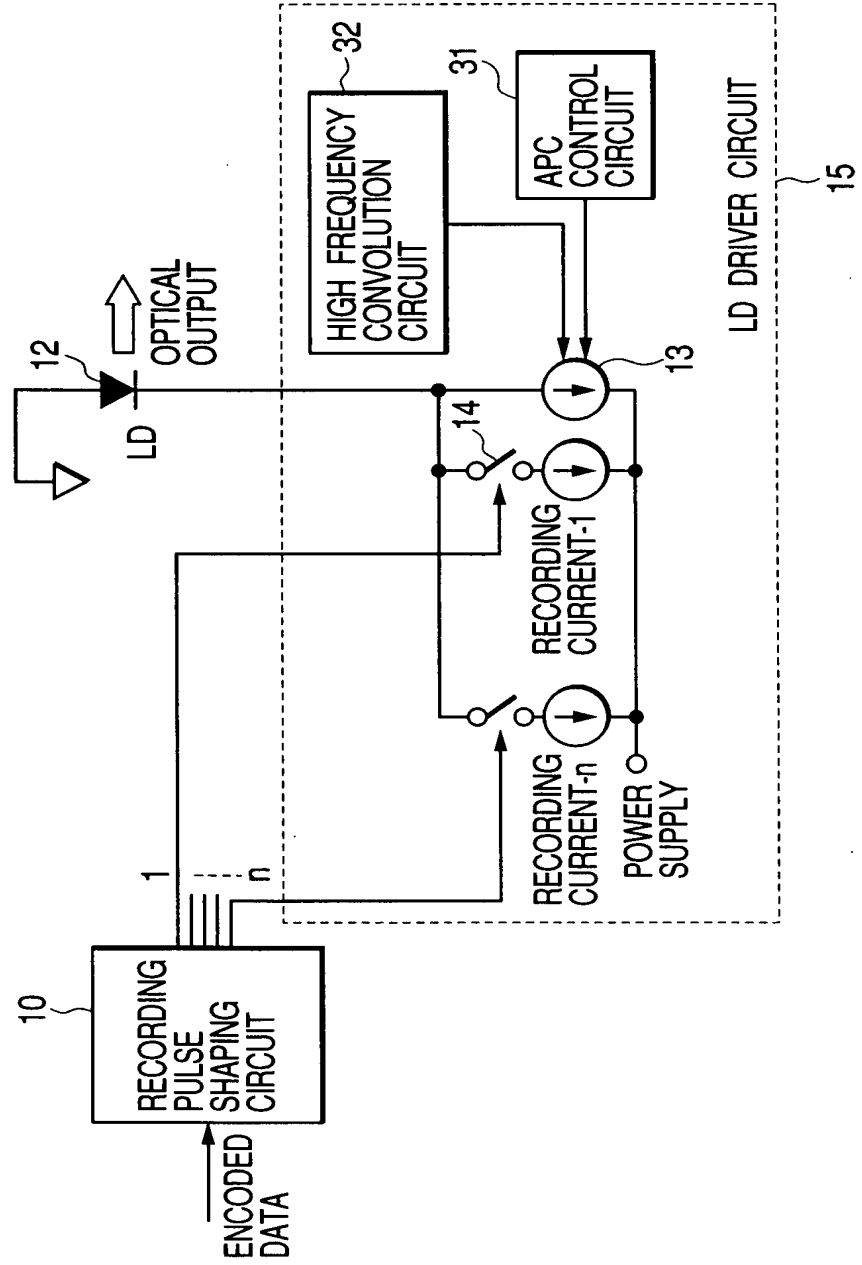 10
RECORDING
PULSE
SHAPING
CIRCUIT
ENCODED
DATA
1
n
12
LD
OPTICAL
OUTPUT
32
HIGH FREQUENCY
CONVOLUTION
CIRCUIT
31
APC
CONTROL
CIRCUIT
14
13
RECORDING
CURRENT-1
RECORDING
CURRENT-n
POWER
SUPPLY
LD DRIVER CIRCUIT
15